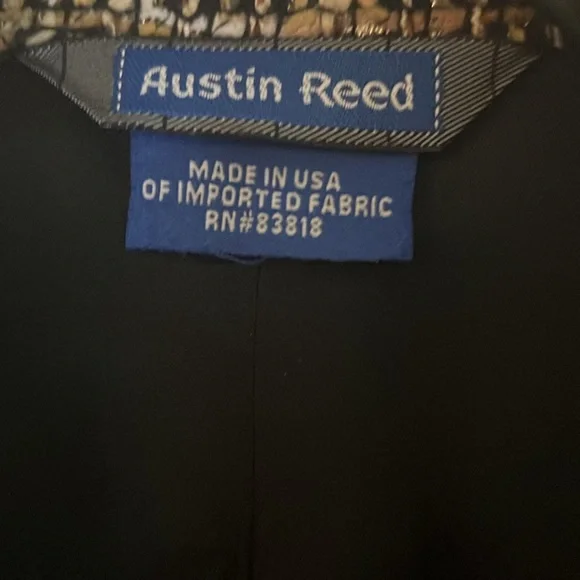 Austin Reed
MADE IN USA
OF IMPORTED FABRIC
RN#83818